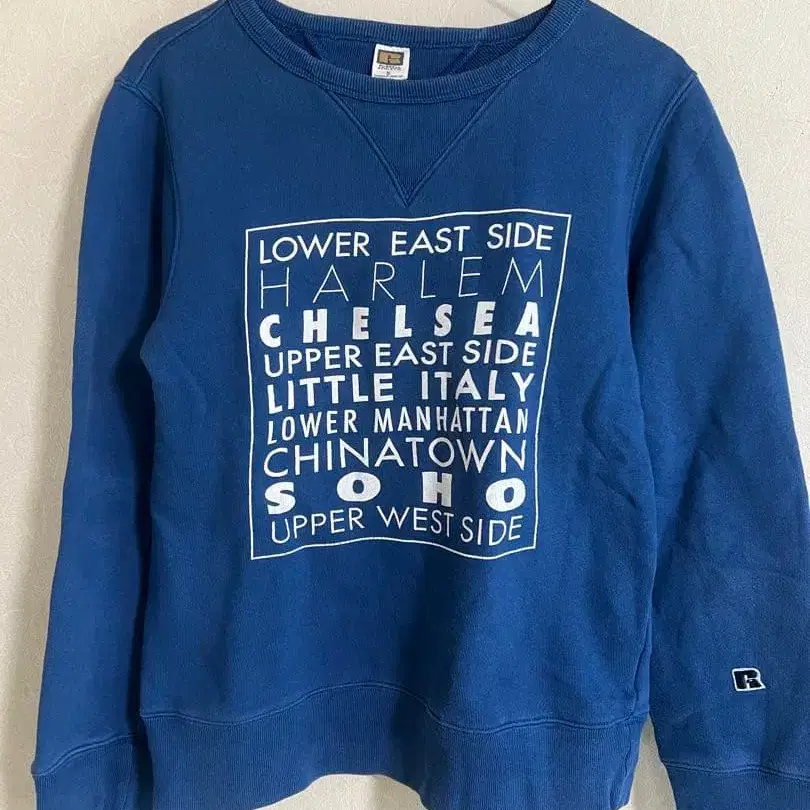 LOWER EAST SIDE
HARLEM
CHELSEA
UPPER EAST SIDE
LITTLE ITALY
LOWER MANHATTAN
CHINATOWN
SOHO
UPPER WEST SIDE
R